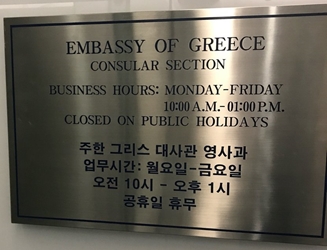 EMBASSY OF GREECE
CONSULAR SECTION
BUSINESS HOURS: MONDAY-FRIDAY
10:00 A.M.-01:00 P.M.
CLOSED ON PUBLIC HOLIDAYS
주한 그리스 대사관 영사과
업무시간: 월요일-금요일
오전 10시 - 오후 1시
공휴일 휴무